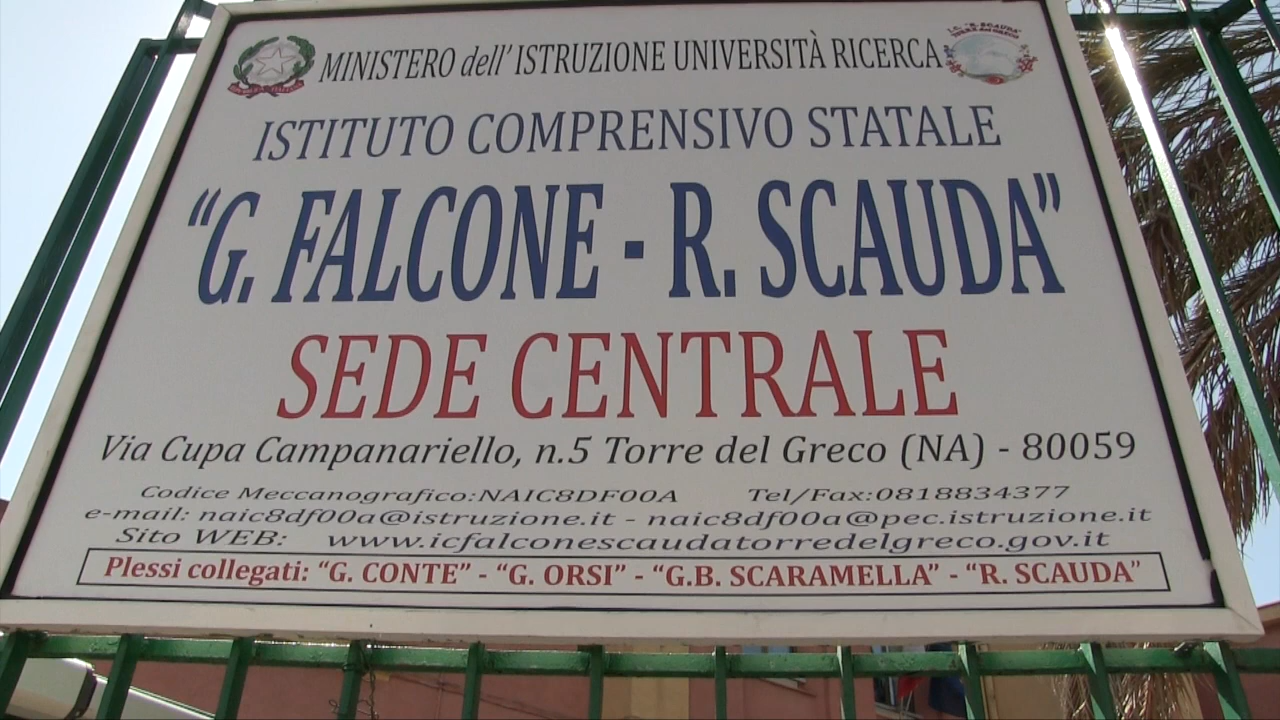 MINISTERO dell' ISTRUZIONE UNIVERSITÀ RICERCA
ISTITUTO COMPRENSIVO STATALE
"G. FALCONE - R. SCAUDA"
SEDE CENTRALE
Via Cupa Campanariello, n.5 Torre del Greco (NA) - 80059
Codice Meccanografico:NAIC8DF00A Tel/Fax:0818834377
e-mail: naic8df00a@istruzione.it - naic8df00a@pec.istruzione.it
Sito WEB: www.icfalconescaudatorredelgreco.gov.it
Plessi collegati: "G. CONTE" - "G. ORSI" - "G.B. SCARAMELLA" - "R. SCAUDA"